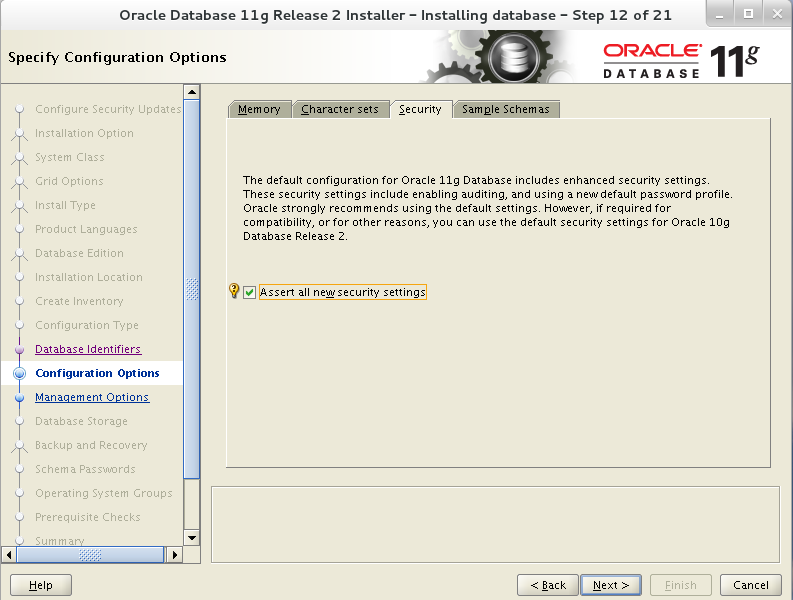 Oracle Database 11g Release 2 Installer – Installing database – Step 12 of 21
Specify Configuration Options
ORACLE
DATABASE
11g
Configure Security Updates
Installation Option
System Class
Grid Options
Install Type
Product Languages
Database Edition
Installation Location
Create Inventory
Configuration Type
Database Identifiers
Configuration Options
Management Options
Database Storage
Backup and Recovery
Schema Passwords
Operating System Groups
Prerequisite Checks
Summary
Memory
Character sets
Security
Sample Schemas
The default configuration for Oracle 11g Database includes enhanced security settings.
These security settings include enabling auditing, and using a new default password profile.
Oracle strongly recommends using the default settings. However, if required for
compatibility, or for other reasons, you can use the default security settings for Oracle 10g
Database Release 2.
Assert all new security settings
Help
< Back
Next >
Finish
Cancel